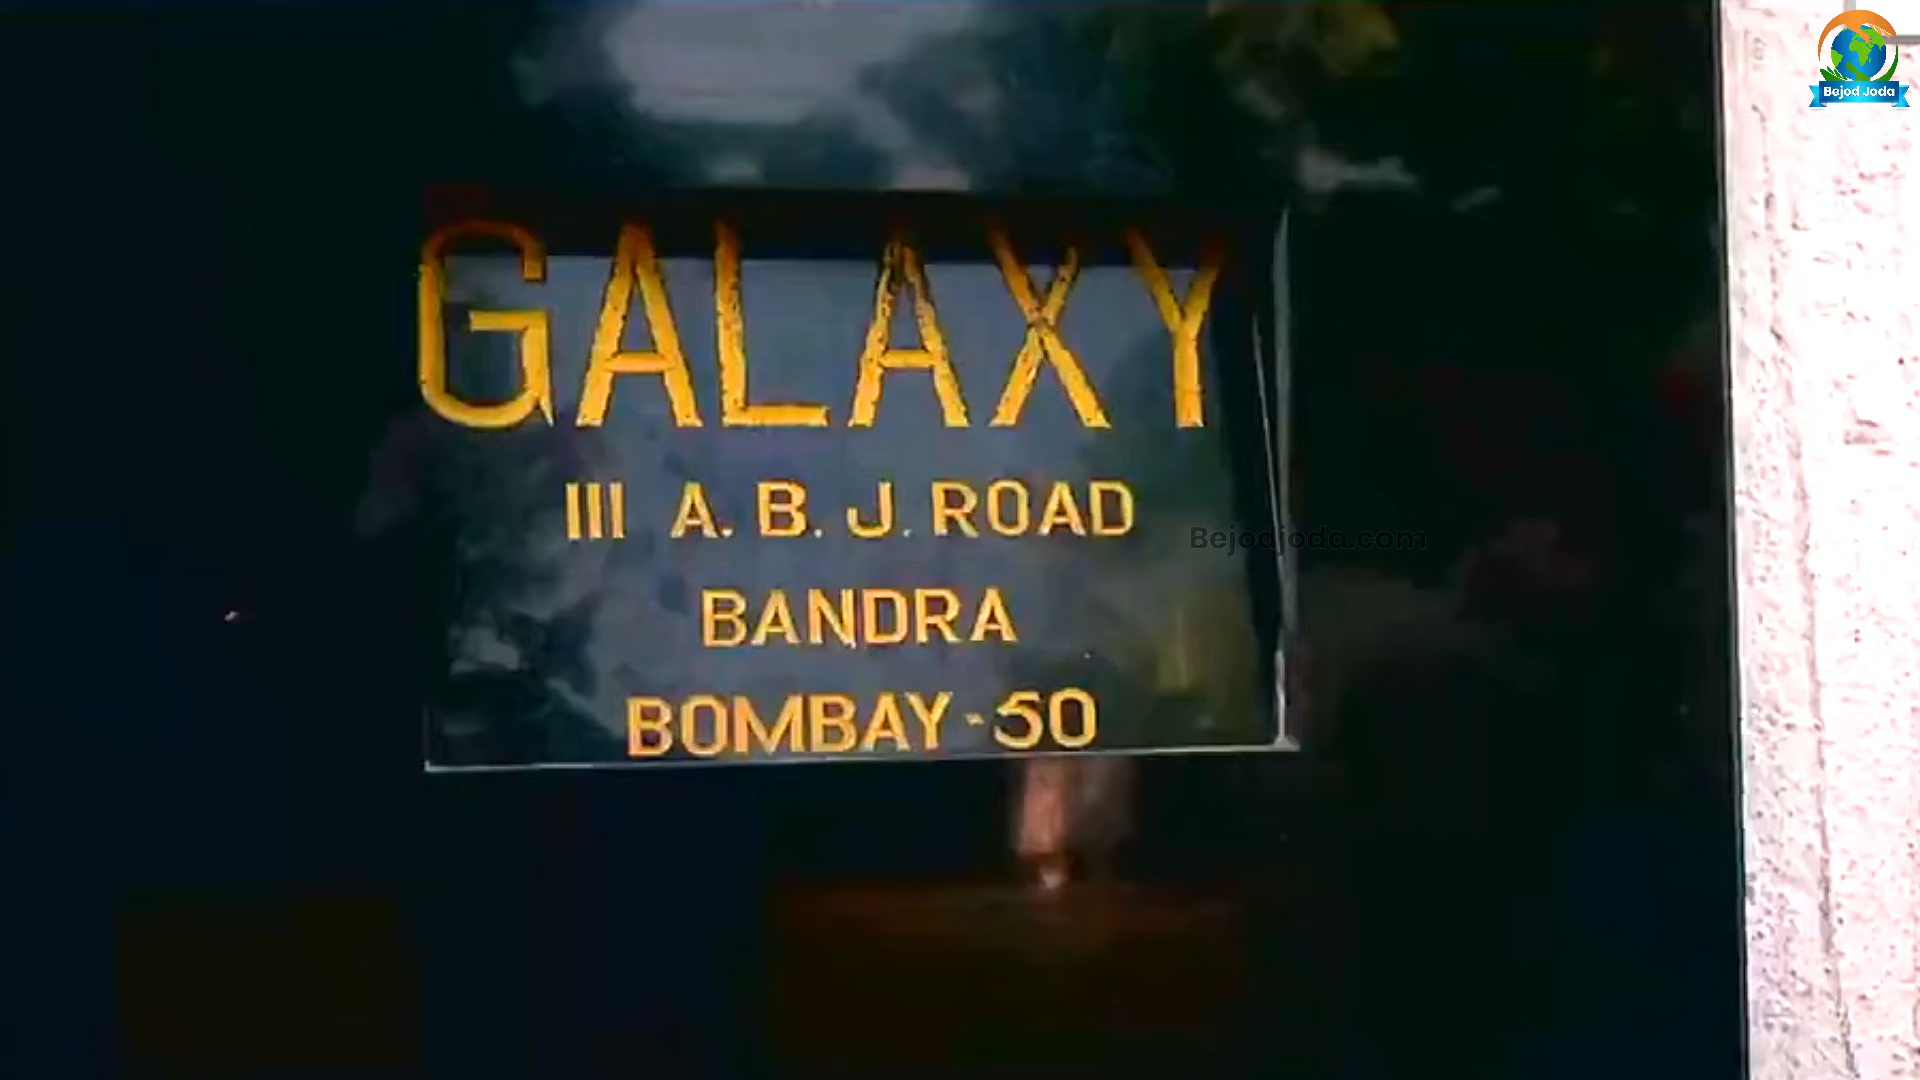 Bejod Joda
GALAXY
III A. B. J. ROAD
BANDRA
Bejodjoda.com
BOMBAY - 50